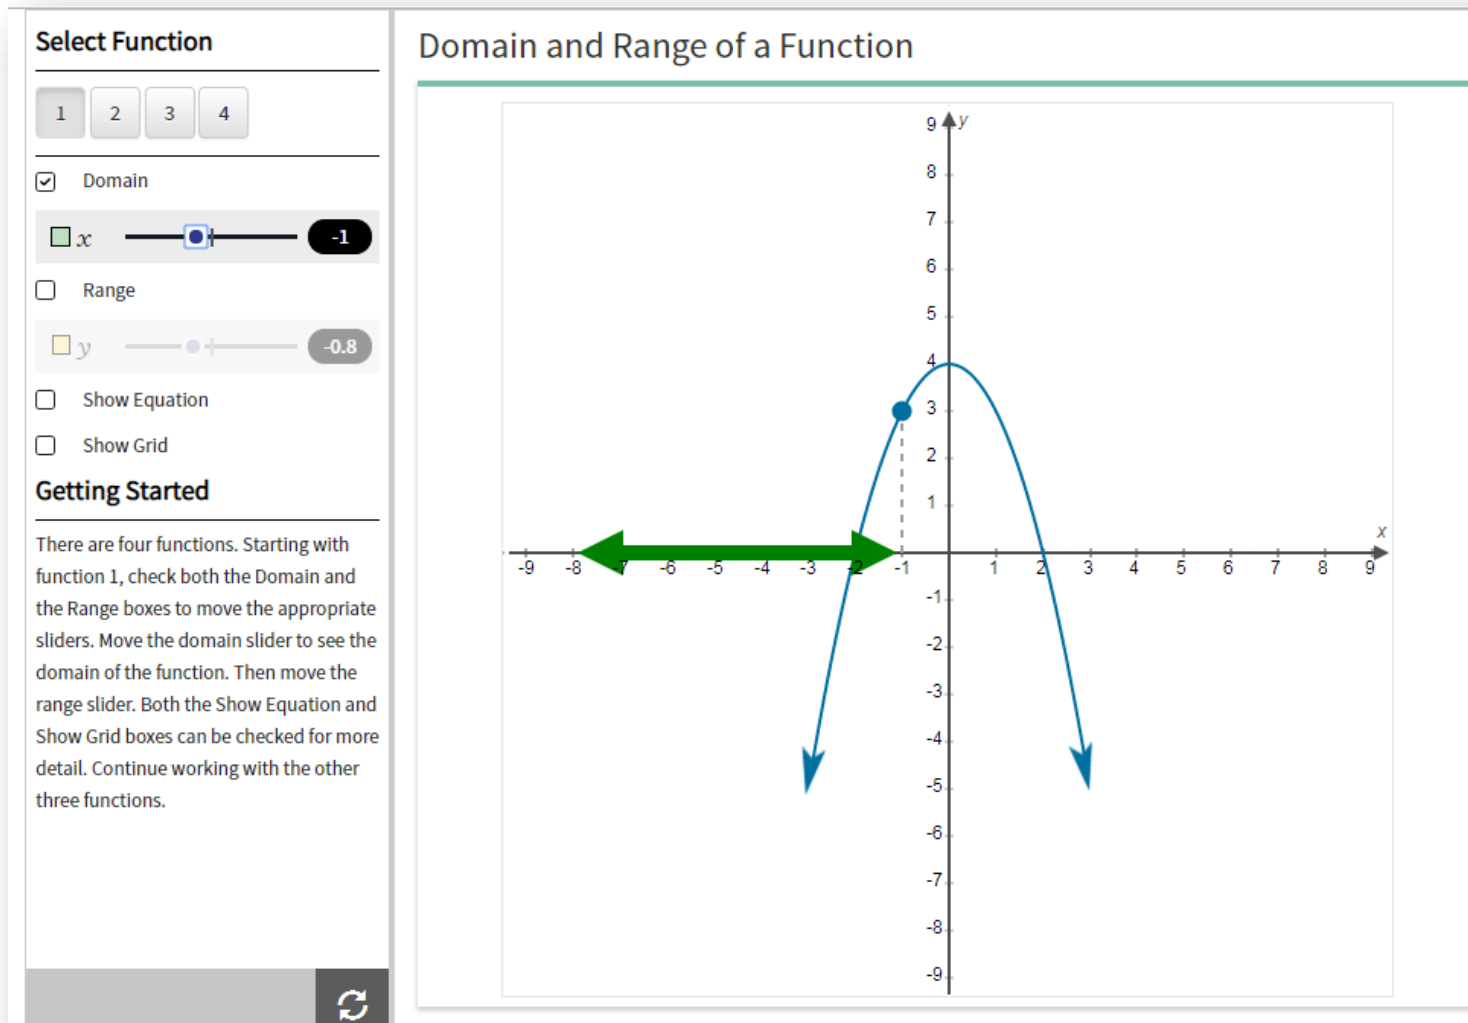 Select Function
1 2 3 4
Domain
x -1
Range
y -0.8
Show Equation
Show Grid
Getting Started
There are four functions. Starting with
function 1, check both the Domain and
the Range boxes to move the appropriate
sliders. Move the domain slider to see the
domain of the function. Then move the
range slider. Both the Show Equation and
Show Grid boxes can be checked for more
detail. Continue working with the other
three functions.
Domain and Range of a Function
9 y
8
7
6
5
4
3
2
1
x
-9 -8 -7 -6 -5 -4 -3 -2 -1 1 2 3 4 5 6 7 8 9
-1
-2
-3
-4
-5
-6
-7
-8
-9